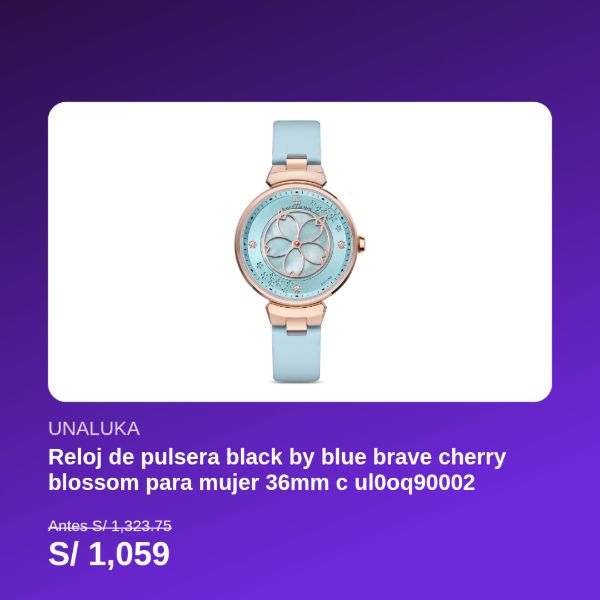 UNALUKA
Reloj de pulsera black by blue brave cherry
blossom para mujer 36mm c ul0oq90002
Antes S/ 1,323.75
S/ 1,059